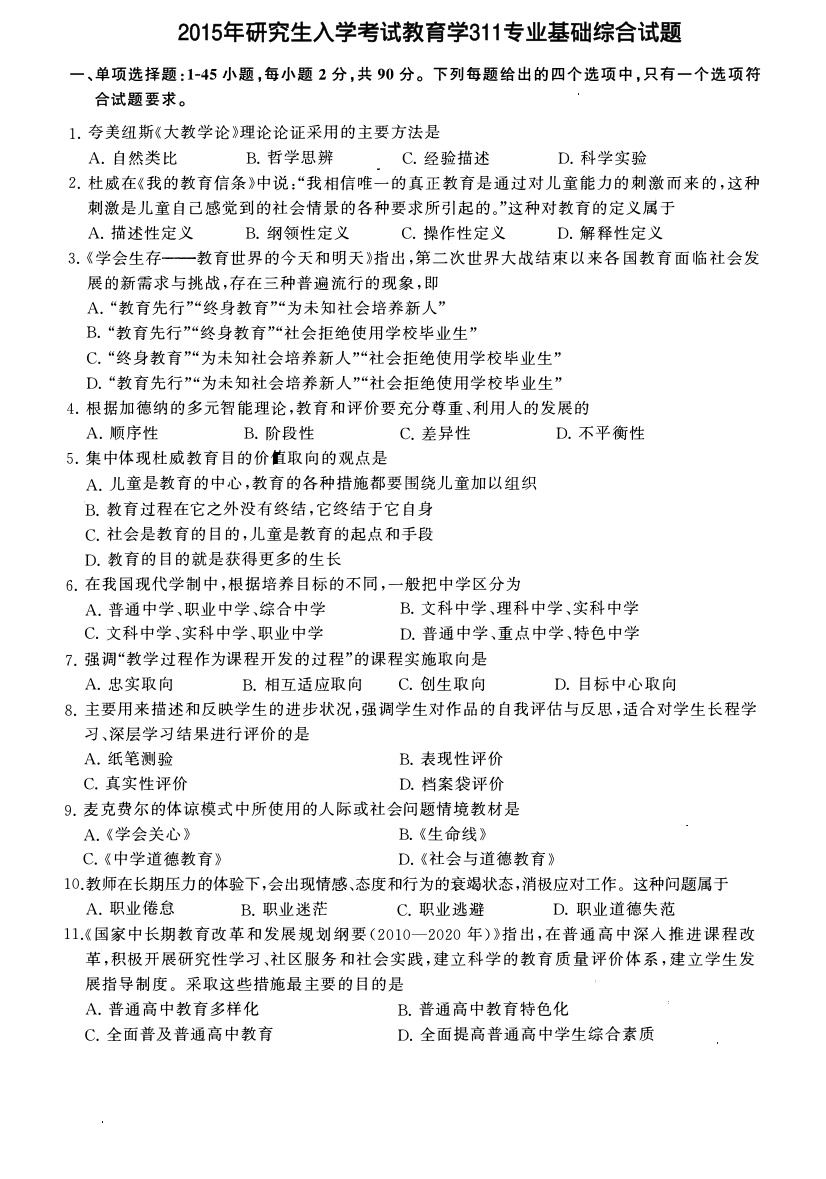 2015年研究生入学考试教育学311专业基础综合试题
一、单项选择题:1-45 小题,每小题 2 分,共 90 分。下列每题给出的四个选项中,只有一个选项符
合试题要求。
1. 夸美纽斯《大教学论》理论论证采用的主要方法是
A. 自然类比 B. 哲学思辨 C. 经验描述 D. 科学实验
2. 杜威在《我的教育信条》中说:“我相信唯一的真正教育是通过对儿童能力的刺激而来的,这种
刺激是儿童自己感觉到的社会情景的各种要求所引起的。”这种对教育的定义属于
A. 描述性定义 B. 纲领性定义 C. 操作性定义 D. 解释性定义
3.《学会生存——教育世界的今天和明天》指出,第二次世界大战结束以来各国教育面临社会发
展的新需求与挑战,存在三种普遍流行的现象,即
A. “教育先行”“终身教育”“为未知社会培养新人”
B. “教育先行”“终身教育”“社会拒绝使用学校毕业生”
C. “终身教育”“为未知社会培养新人”“社会拒绝使用学校毕业生”
D. “教育先行”“为未知社会培养新人”“社会拒绝使用学校毕业生”
4. 根据加德纳的多元智能理论,教育和评价要充分尊重、利用人的发展的
A. 顺序性 B. 阶段性 C. 差异性 D. 不平衡性
5. 集中体现杜威教育目的价值取向的观点是
A. 儿童是教育的中心,教育的各种措施都要围绕儿童加以组织
B. 教育过程在它之外没有终结,它终结于它自身
C. 社会是教育的目的,儿童是教育的起点和手段
D. 教育的目的就是获得更多的生长
6. 在我国现代学制中,根据培养目标的不同,一般把中学区分为
A. 普通中学、职业中学、综合中学 B. 文科中学、理科中学、实科中学
C. 文科中学、实科中学、职业中学 D. 普通中学、重点中学、特色中学
7. 强调“教学过程作为课程开发的过程”的课程实施取向是
A. 忠实取向 B. 相互适应取向 C. 创生取向 D. 目标中心取向
8. 主要用来描述和反映学生的进步状况,强调学生对作品的自我评估与反思,适合对学生长程学
习、深层学习结果进行评价的是
A. 纸笔测验 B. 表现性评价
C. 真实性评价 D. 档案袋评价
9. 麦克费尔的体谅模式中所使用的人际或社会问题情境教材是
A.《学会关心》 B.《生命线》
C.《中学道德教育》 D.《社会与道德教育》
10.教师在长期压力的体验下,会出现情感、态度和行为的衰竭状态,消极应对工作。这种问题属于
A. 职业倦怠 B. 职业迷茫 C. 职业逃避 D. 职业道德失范
11.《国家中长期教育改革和发展规划纲要(2010—2020 年)》指出,在普通高中深入推进课程改
革,积极开展研究性学习、社区服务和社会实践,建立科学的教育质量评价体系,建立学生发
展指导制度。采取这些措施最主要的目的是
A. 普通高中教育多样化 B. 普通高中教育特色化
C. 全面普及普通高中教育 D. 全面提高普通高中学生综合素质